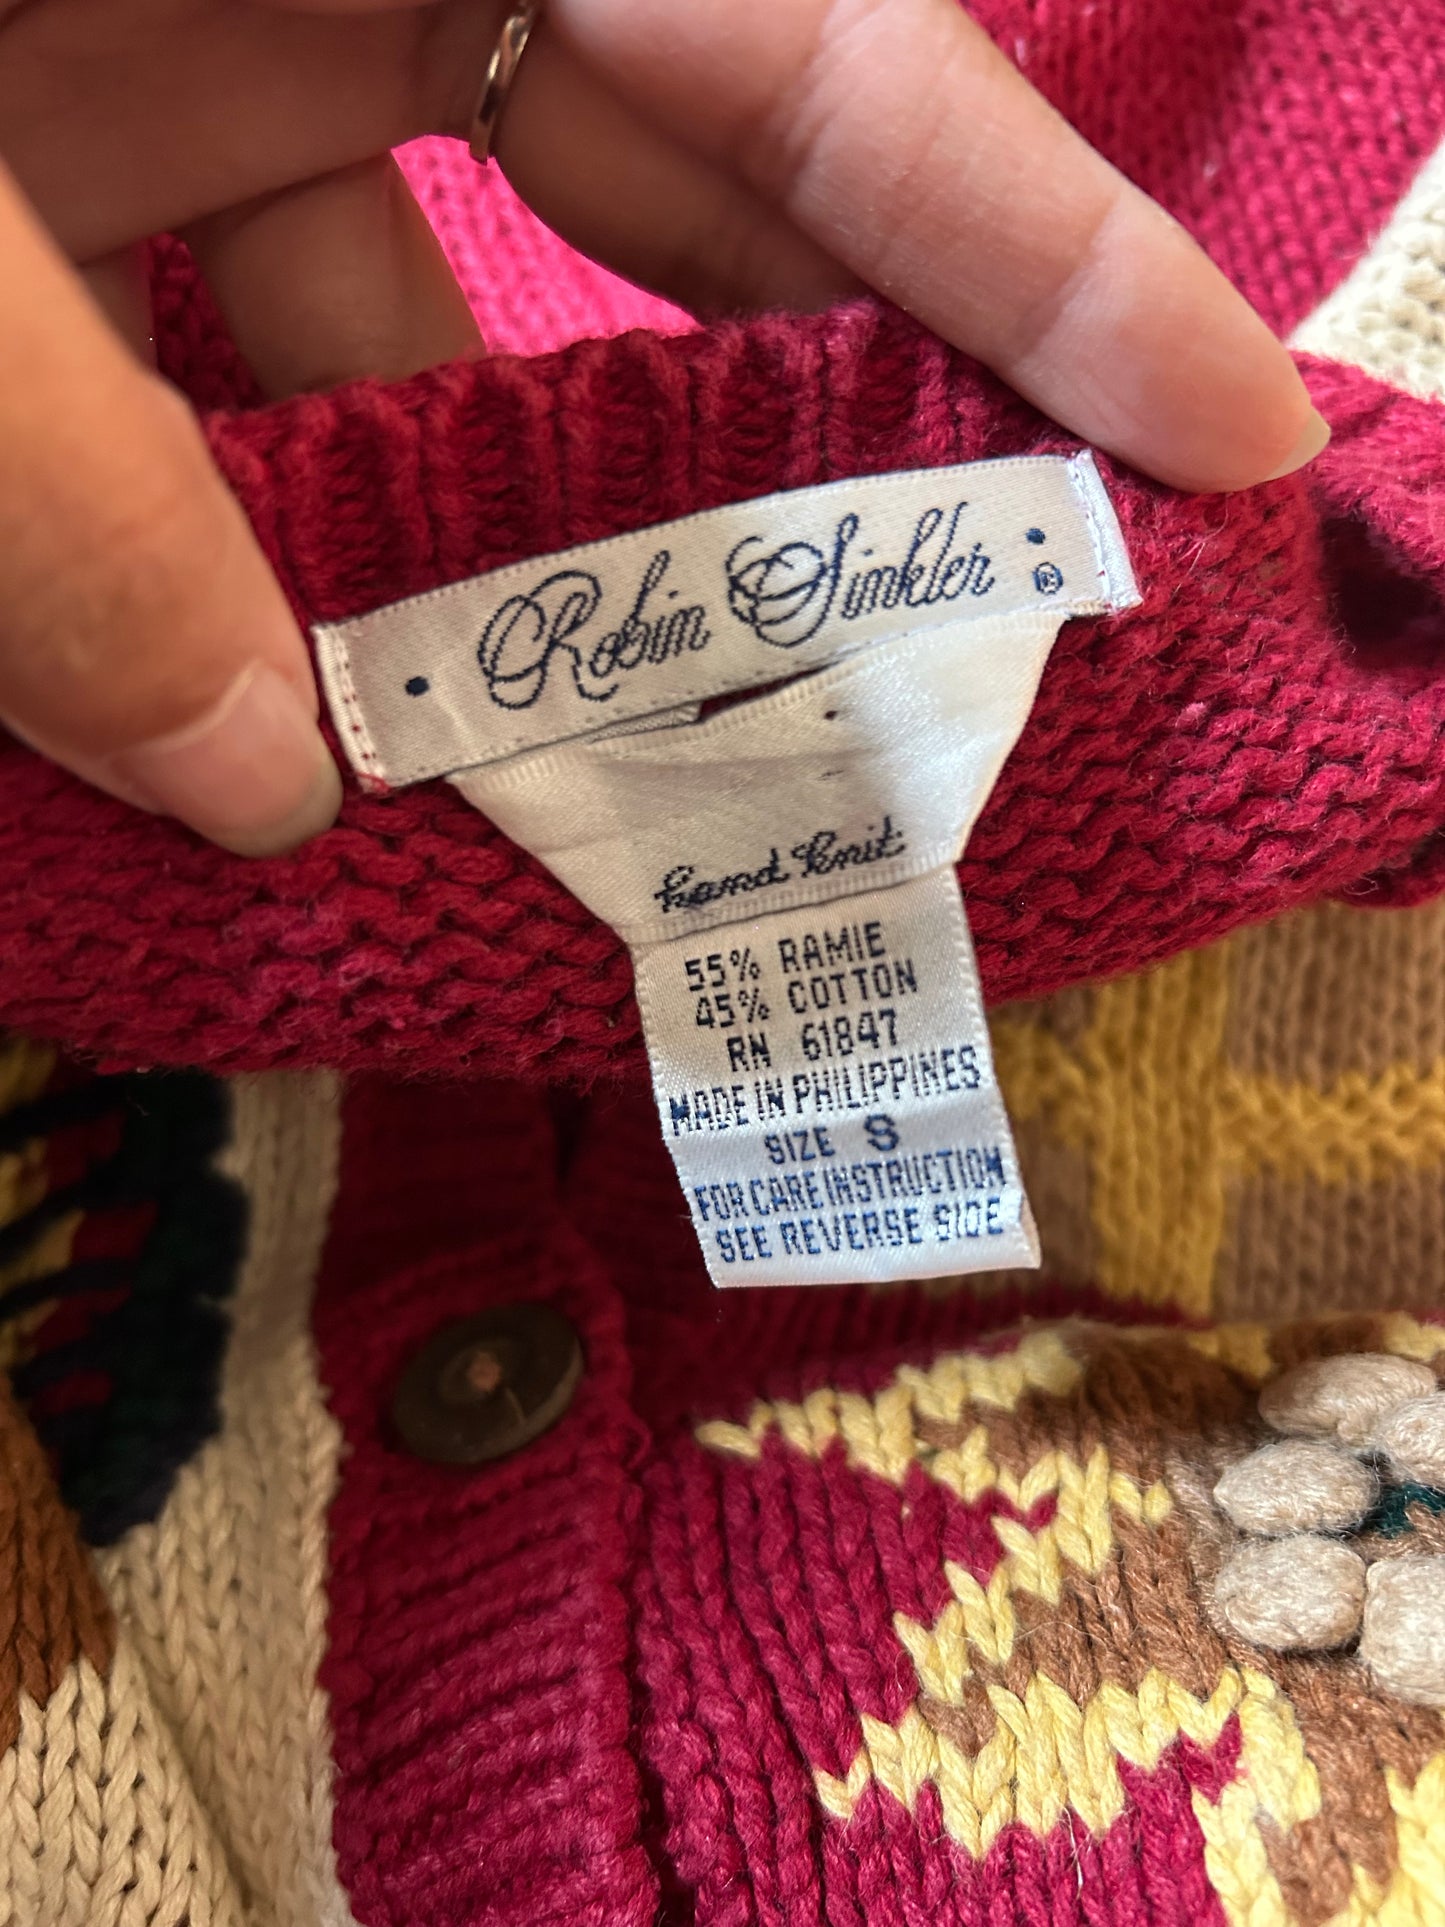 • Robin Simkler • ®
hand knit
55% RAMIE
45% COTTON
RN 61847
MADE IN PHILIPPINES
SIZE S
FOR CARE INSTRUCTION
SEE REVERSE SIDE